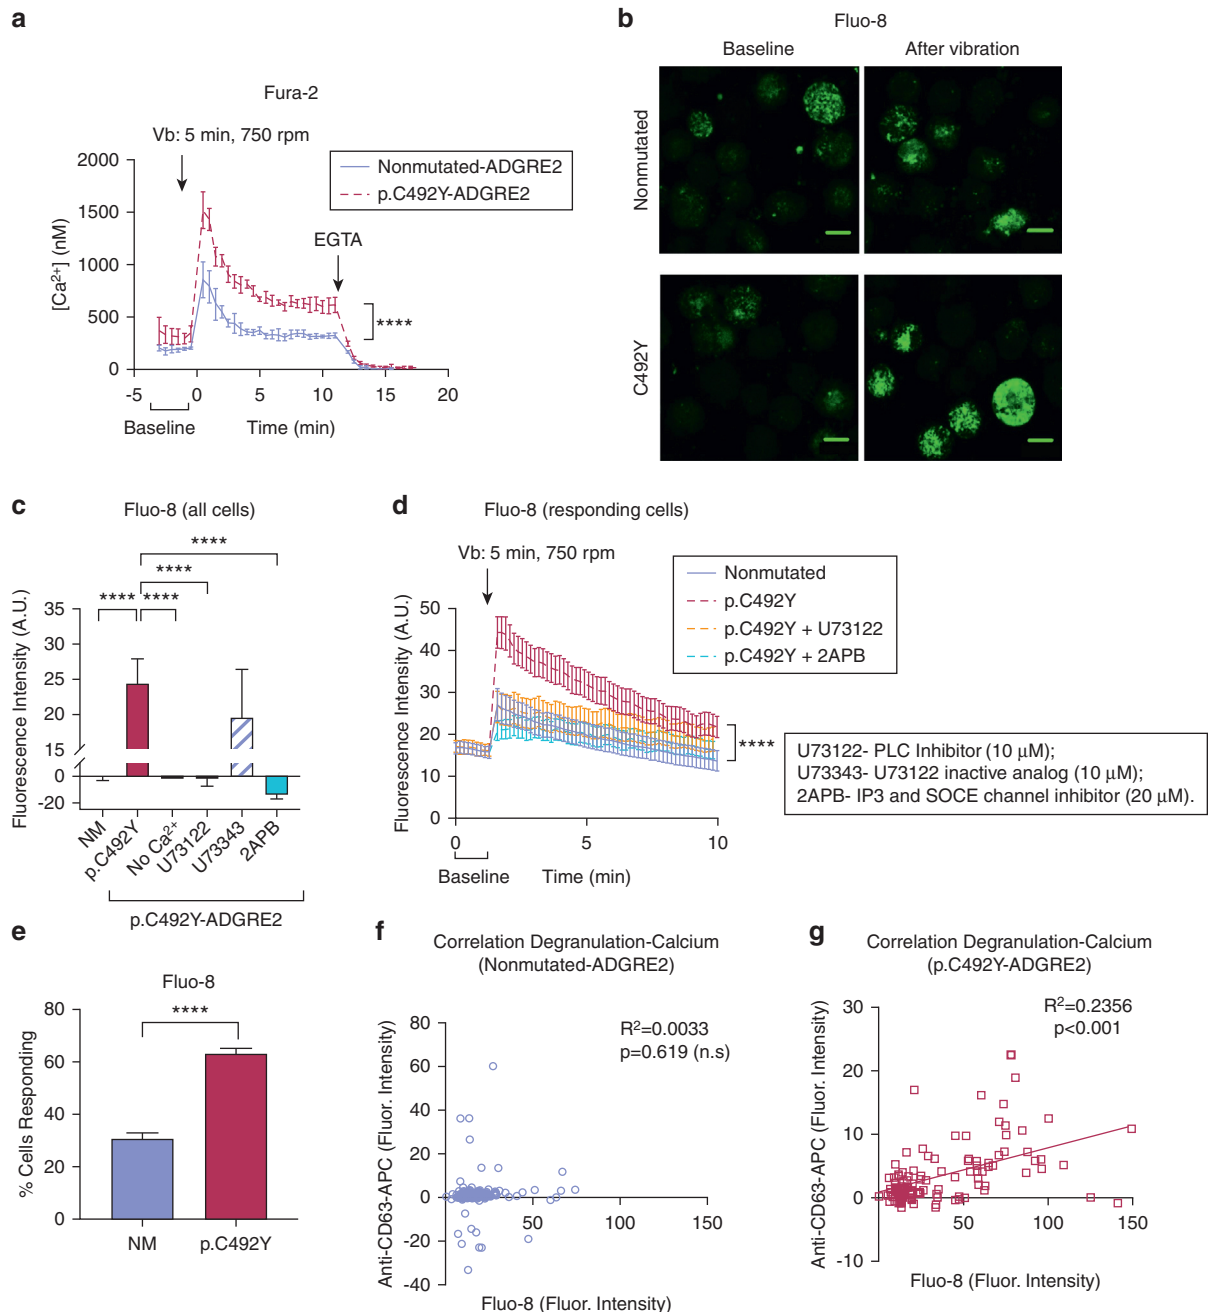 a
Fura-2
Vb: 5 min, 750 rpm
Nonmutated-ADGRE2
p.C492Y-ADGRE2
EGTA
****
[Ca²⁺] (nM)
2000
1500
1000
500
0
-5
0
5
10
15
20
Baseline
Time (min)
b
Fluo-8
Baseline
After vibration
Nonmutated
C492Y
c
Fluo-8 (all cells)
****
****
**** ****
Fluorescence Intensity (A.U.)
35
30
25
20
15
0
-20
NM
p.C492Y
No Ca²⁺
U73122
U73343
2APB
p.C492Y-ADGRE2
d
Fluo-8 (responding cells)
Vb: 5 min, 750 rpm
Nonmutated
p.C492Y
p.C492Y + U73122
p.C492Y + 2APB
Fluorescence Intensity (A.U.)
50
40
30
20
10
0
0
5
10
****
Baseline
Time (min)
U73122- PLC Inhibitor (10 μM);
U73343- U73122 inactive analog (10 μM);
2APB- IP3 and SOCE channel inhibitor (20 μM).
e
Fluo-8
****
% Cells Responding
80
60
40
20
0
NM
p.C492Y
f
Correlation Degranulation-Calcium
(Nonmutated-ADGRE2)
R²=0.0033
p=0.619 (n.s)
Anti-CD63-APC (Fluor. Intensity)
80
60
40
20
0
-20
-40
50
100
150
Fluo-8 (Fluor. Intensity)
g
Correlation Degranulation-Calcium
(p.C492Y-ADGRE2)
R²=0.2356
p<0.001
Anti-CD63-APC (Fluor. Intensity)
30
20
10
0
-10
50
100
150
Fluo-8 (Fluor. Intensity)